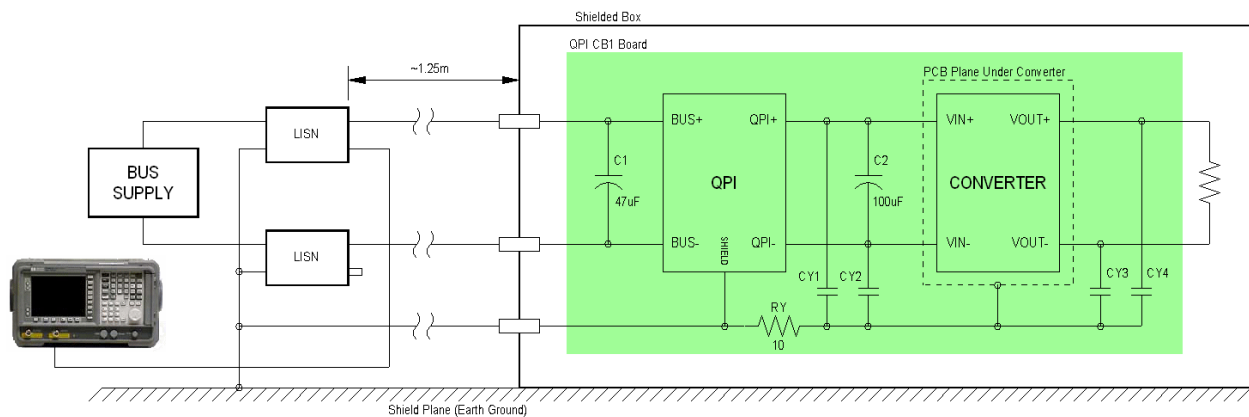 Shielded Box
QPI CB1 Board
~1.25m
PCB Plane Under Converter
LISN
BUS+
QPI+
VIN+
VOUT+
C1
47uF
C2
100uF
BUS
SUPPLY
QPI
CONVERTER
LISN
BUS-
SHIELD
QPI-
VIN-
VOUT-
CY1
CY2
CY3
CY4
RY
10
Shield Plane (Earth Ground)